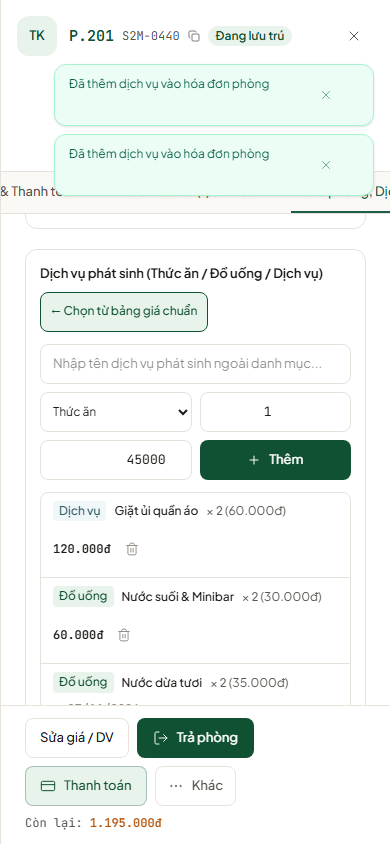 TK P.201 S2M-0440 Đang lưu trú
Đã thêm dịch vụ vào hóa đơn phòng
Đã thêm dịch vụ vào hóa đơn phòng
& Thanh
Dịch vụ phát sinh (Thức ăn / Đồ uống / Dịch vụ)
← Chọn từ bảng giá chuẩn
Nhập tên dịch vụ phát sinh ngoài danh mục...
Thức ăn 1
45000 + Thêm
Dịch vụ Giặt ủi quần áo × 2 (60.000đ)
120.000đ
Đồ uống Nước suối & Minibar × 2 (30.000đ)
60.000đ
Đồ uống Nước dừa tươi × 2 (35.000đ)
Sửa giá / DV Trả phòng
Thanh toán ... Khác
Còn lại: 1.195.000đ